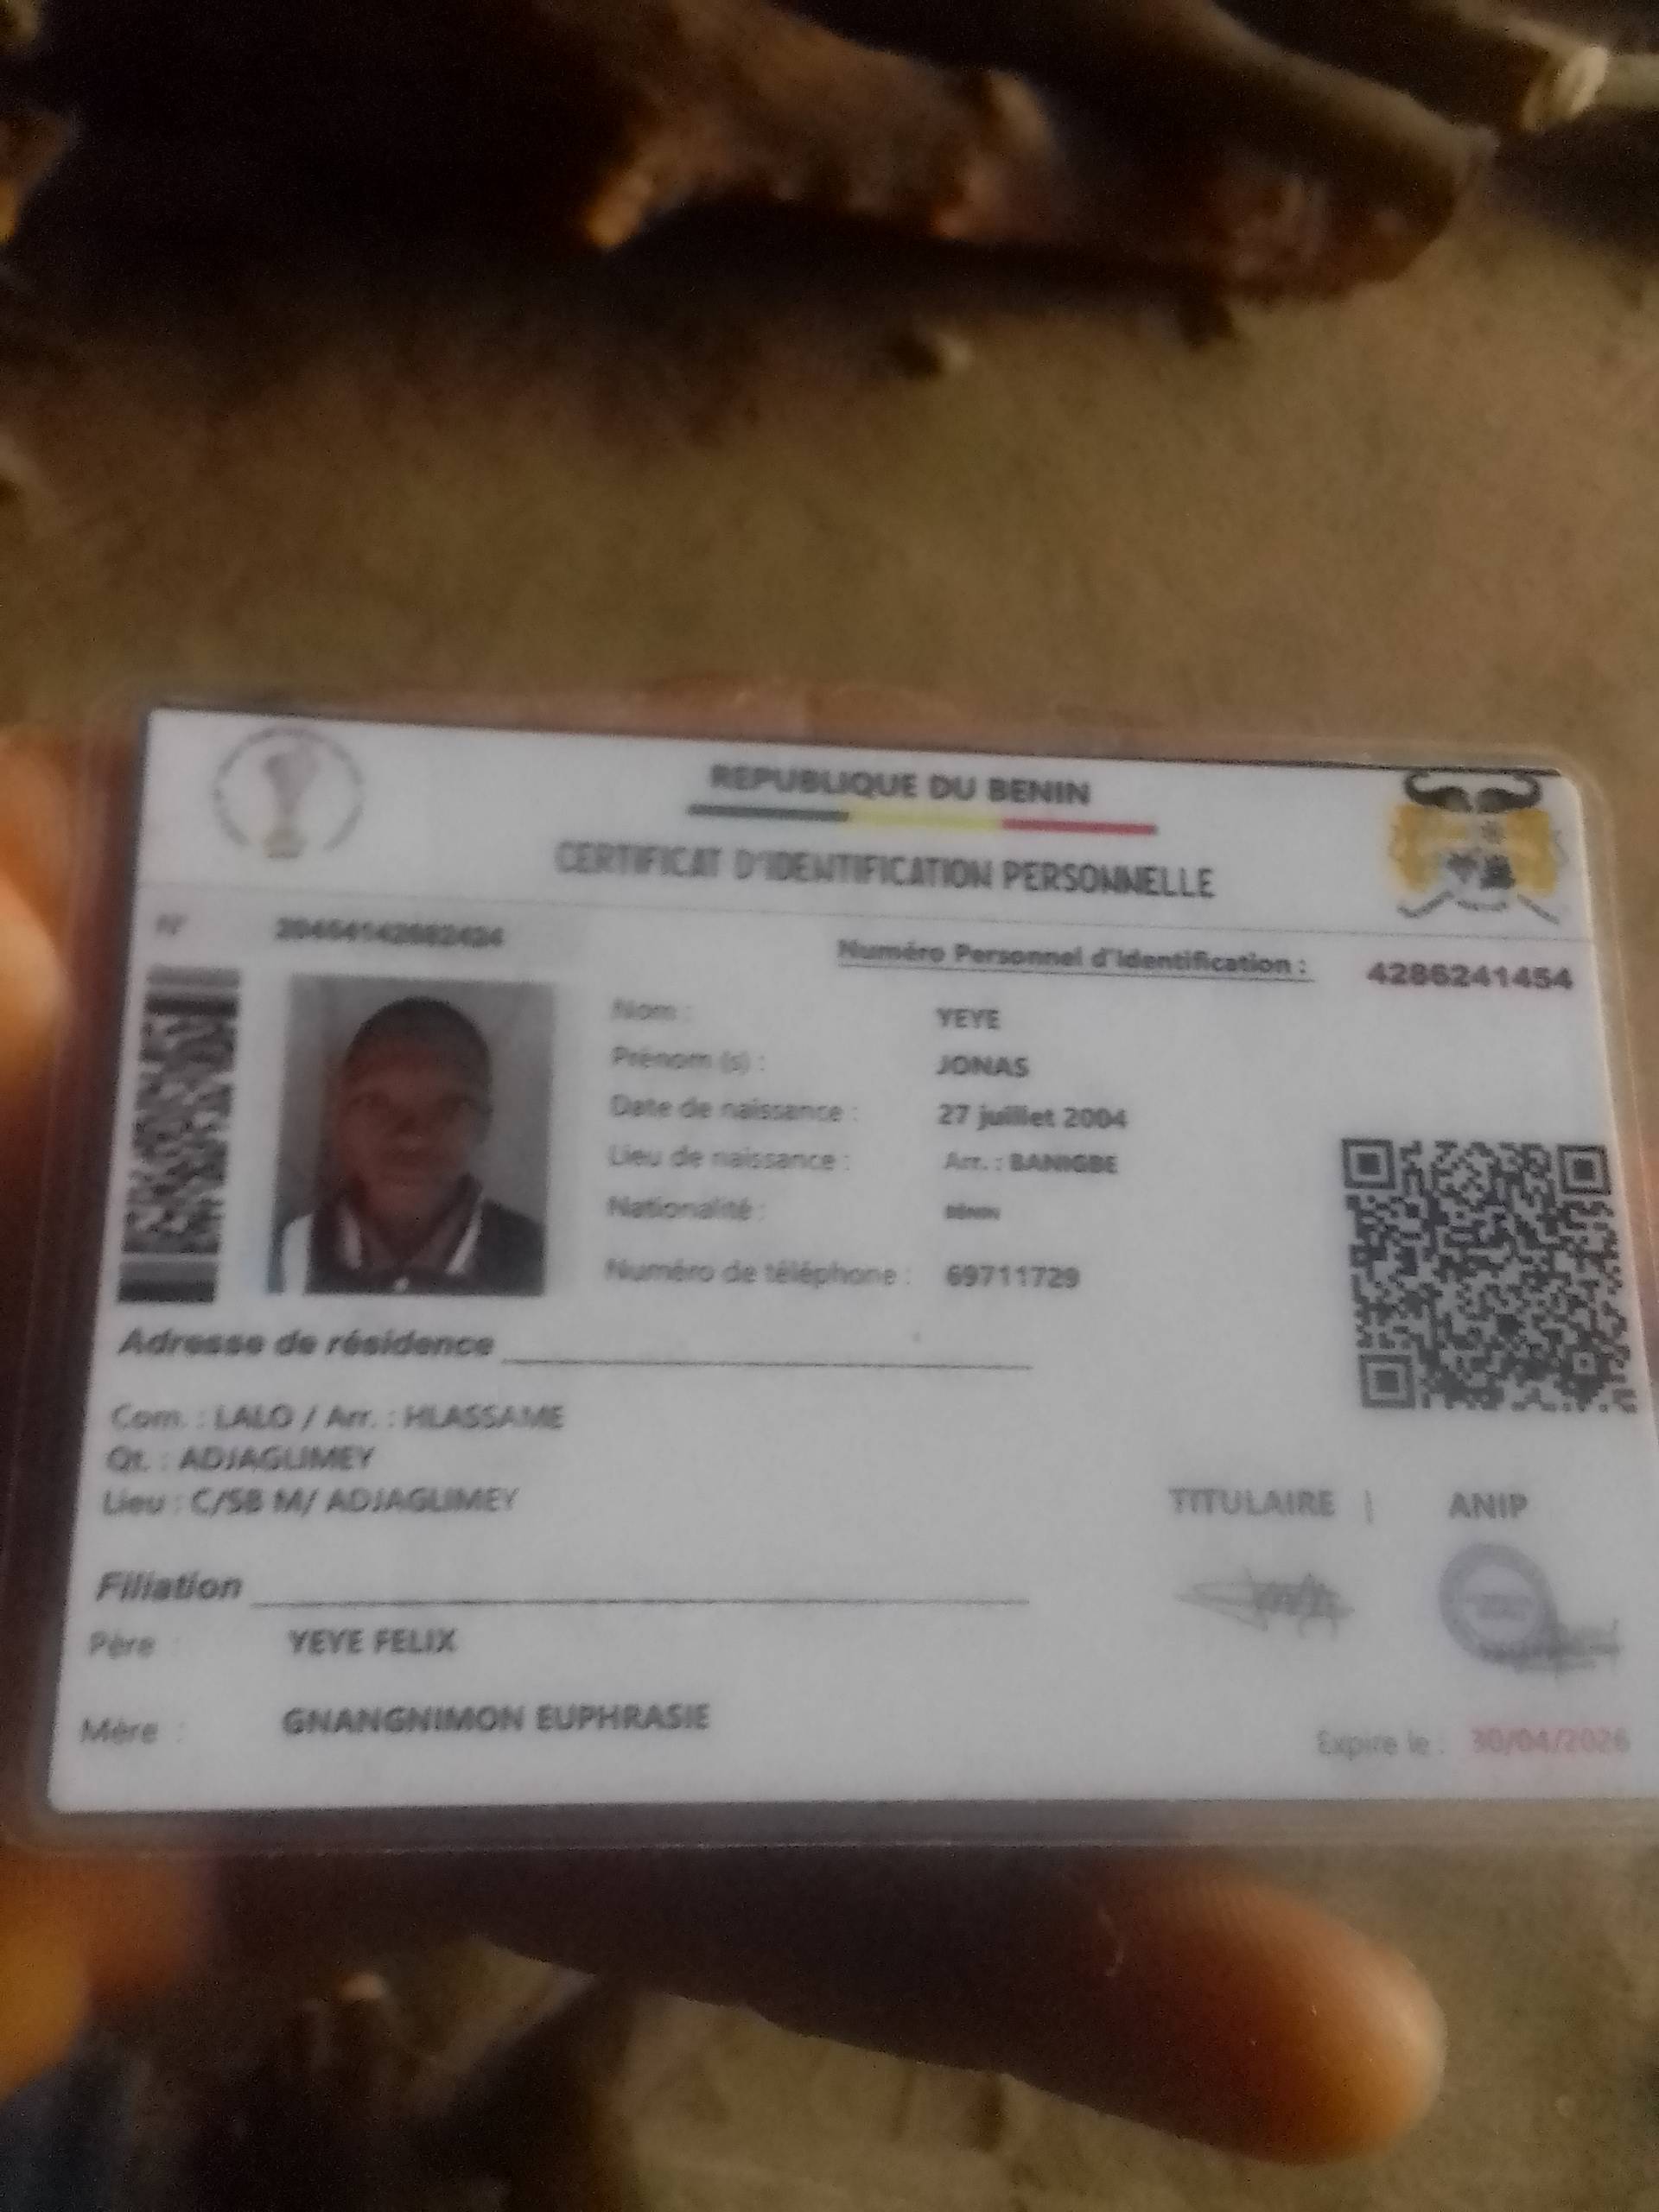 REPUBLIQUE DU BENIN
CERTIFICAT D'IDENTIFICATION PERSONNELLE
N°
Numéro Personnel d'Identification : 4286241454
Nom : YEYE
Prénom (s) : JONAS
Date de naissance : 27 juillet 2004
Lieu de naissance : Arr. : BANIGBE
Nationalité : BÉNIN
Numéro de téléphone : 69711729
Adresse de résidence
Com. : LALO / Arr. : HLASSAME
Qt. : ADJAGLIMEY
Lieu : C/SB M/ ADJAGLIMEY
TITULAIRE | ANIP
Filiation
Père : YEYE FELIX
Mère : GNANGNIMON EUPHRASIE
Expire le : 30/04/2026